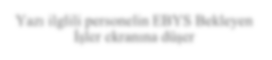 Yazı ilgili personelin EBYS Bekleyen
İşler ekranına düşer